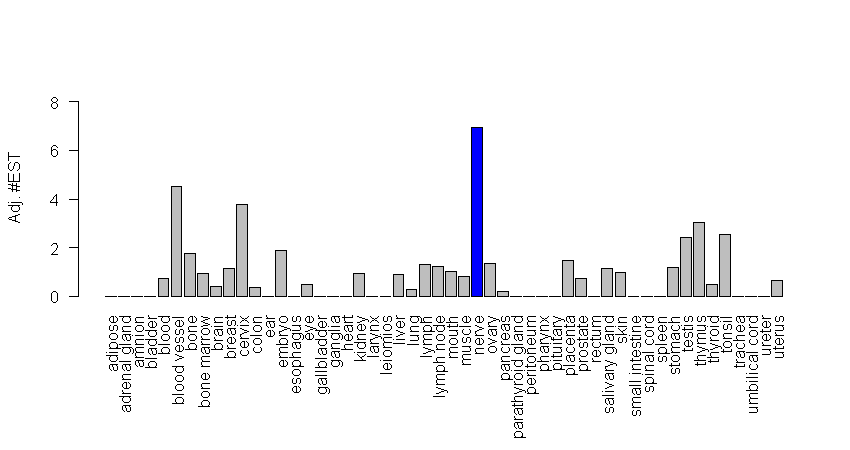 Adj. #EST
8
6
4
2
0
adipose
adrenal gland
amnion
bladder
blood
blood vessel
bone
bone marrow
brain
breast
cervix
colon
ear
embryo
esophagus
eye
gallbladder
ganglia
heart
kidney
larynx
leiomios
liver
lung
lymph
lymph node
mouth
muscle
nerve
ovary
pancreas
parathyroid gland
peritoneum
pharynx
pituitary
placenta
prostate
rectum
salivary gland
skin
small intestine
spinal cord
spleen
stomach
testis
thymus
thyroid
tonsil
trachea
umbilical cord
ureter
uterus